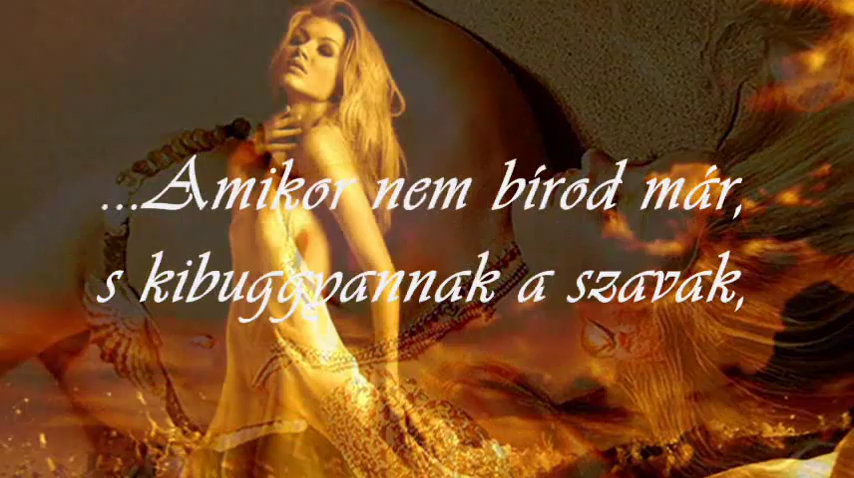 ...Amikor nem bírod már,
s kibuggyannak a szavak,